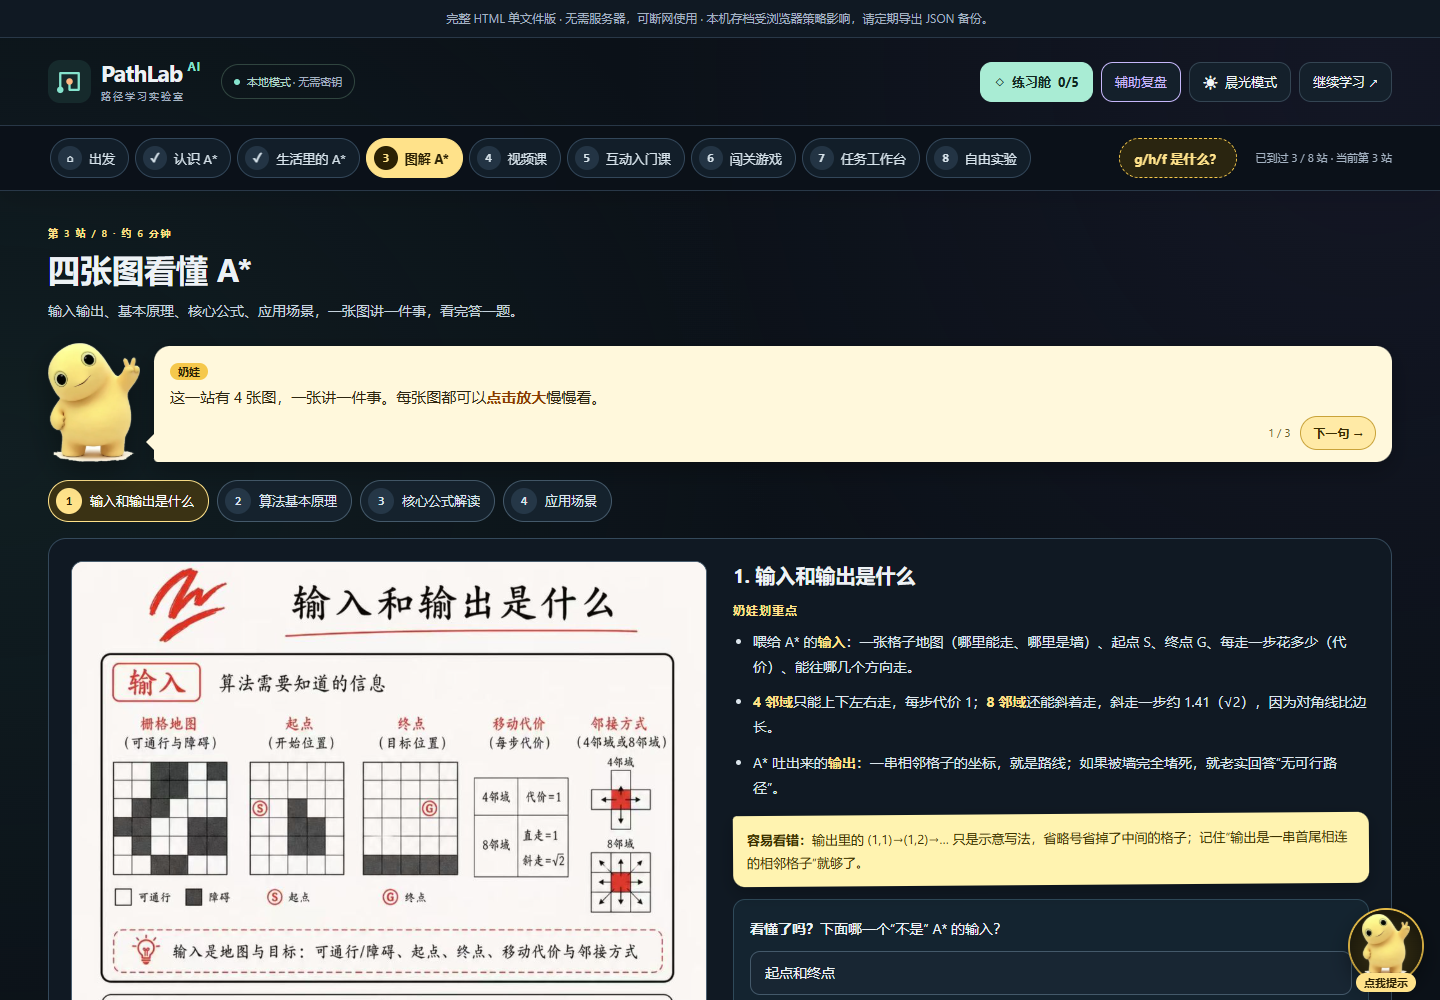 完整 HTML 单文件版 · 无需服务器，可断网使用 · 本机存档受浏览器策略影响，请定期导出 JSON 备份。
PathLab AI
路径学习实验室
本地模式 · 无需密钥
◇ 练习舱 0/5
辅助复盘
晨光模式
继续学习 ↗
出发
✓ 认识 A*
✓ 生活里的 A*
3 图解 A*
4 视频课
5 互动入门课
6 闯关游戏
7 任务工作台
8 自由实验
g/h/f 是什么？
已到过 3 / 8 站 · 当前第 3 站
第 3 站 / 8 · 约 6 分钟
四张图看懂 A*
输入输出、基本原理、核心公式、应用场景，一张图讲一件事，看完答一题。
奶娃
这一站有 4 张图，一张讲一件事。每张图都可以点击放大慢慢看。
1 / 3
下一句 →
1 输入和输出是什么
2 算法基本原理
3 核心公式解读
4 应用场景
输入和输出是什么
输入 算法需要知道的信息
栅格地图
（可通行与障碍）
起点
（开始位置）
终点
（目标位置）
移动代价
（每步代价）
邻接方式
（4邻域或8邻域）
S
G
4邻域 代价=1
8邻域 直走=1
斜走=√2
4邻域
8邻域
可通行 障碍
S 起点
G 终点
输入是地图与目标：可通行/障碍、起点、终点、移动代价与邻接方式
1. 输入和输出是什么
奶娃划重点
• 喂给 A* 的输入：一张格子地图（哪里能走、哪里是墙）、起点 S、终点 G、每走一步花多少（代
价）、能往哪几个方向走。
• 4 邻域只能上下左右走，每步代价 1；8 邻域还能斜着走，斜走一步约 1.41（√2），因为对角线比边
长。
• A* 吐出来的输出：一串相邻格子的坐标，就是路线；如果被墙完全堵死，就老实回答“无可行路
径”。
容易看错：输出里的 (1,1)→(1,2)→… 只是示意写法，省略号省掉了中间的格子；记住“输出是一串首尾相连
的相邻格子”就够了。
看懂了吗？下面哪一个“不是” A* 的输入？
起点和终点
点我提示